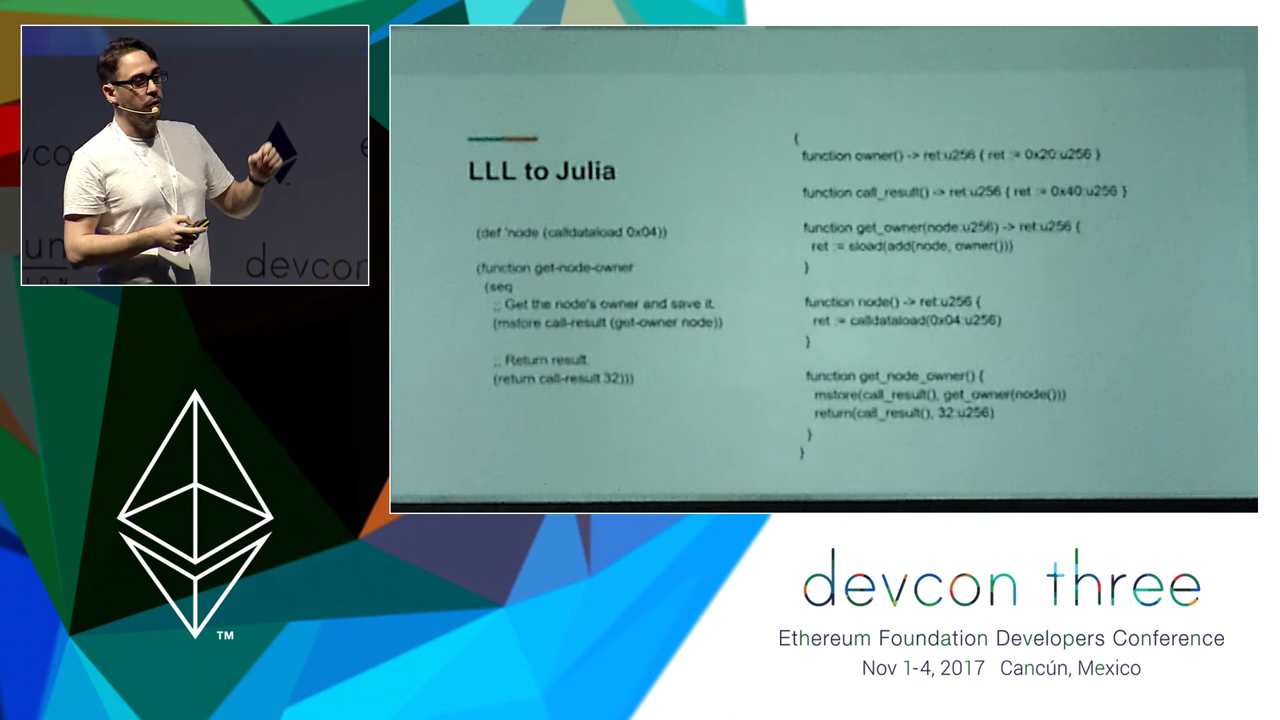 LLL to Julia
(def 'node (calldataload 0x04))
(function get-node-owner
(seq
;; Get the node's owner and save it.
(mstore call-result (get-owner node))
;; Return result.
(return call-result 32)))
{
function owner() -> ret:u256 { ret := 0x20:u256 }
function call_result() -> ret:u256 { ret := 0x40:u256 }
function get_owner(node:u256) -> ret:u256 {
ret := sload(add(node, owner()))
}
function node() -> ret:u256 {
ret := calldataload(0x04:u256)
}
function get_node_owner() {
mstore(call_result(), get_owner(node()))
return(call_result(), 32:u256)
}
}
devcon
TM
devcon three
Ethereum Foundation Developers Conference
Nov 1-4, 2017 Cancún, Mexico